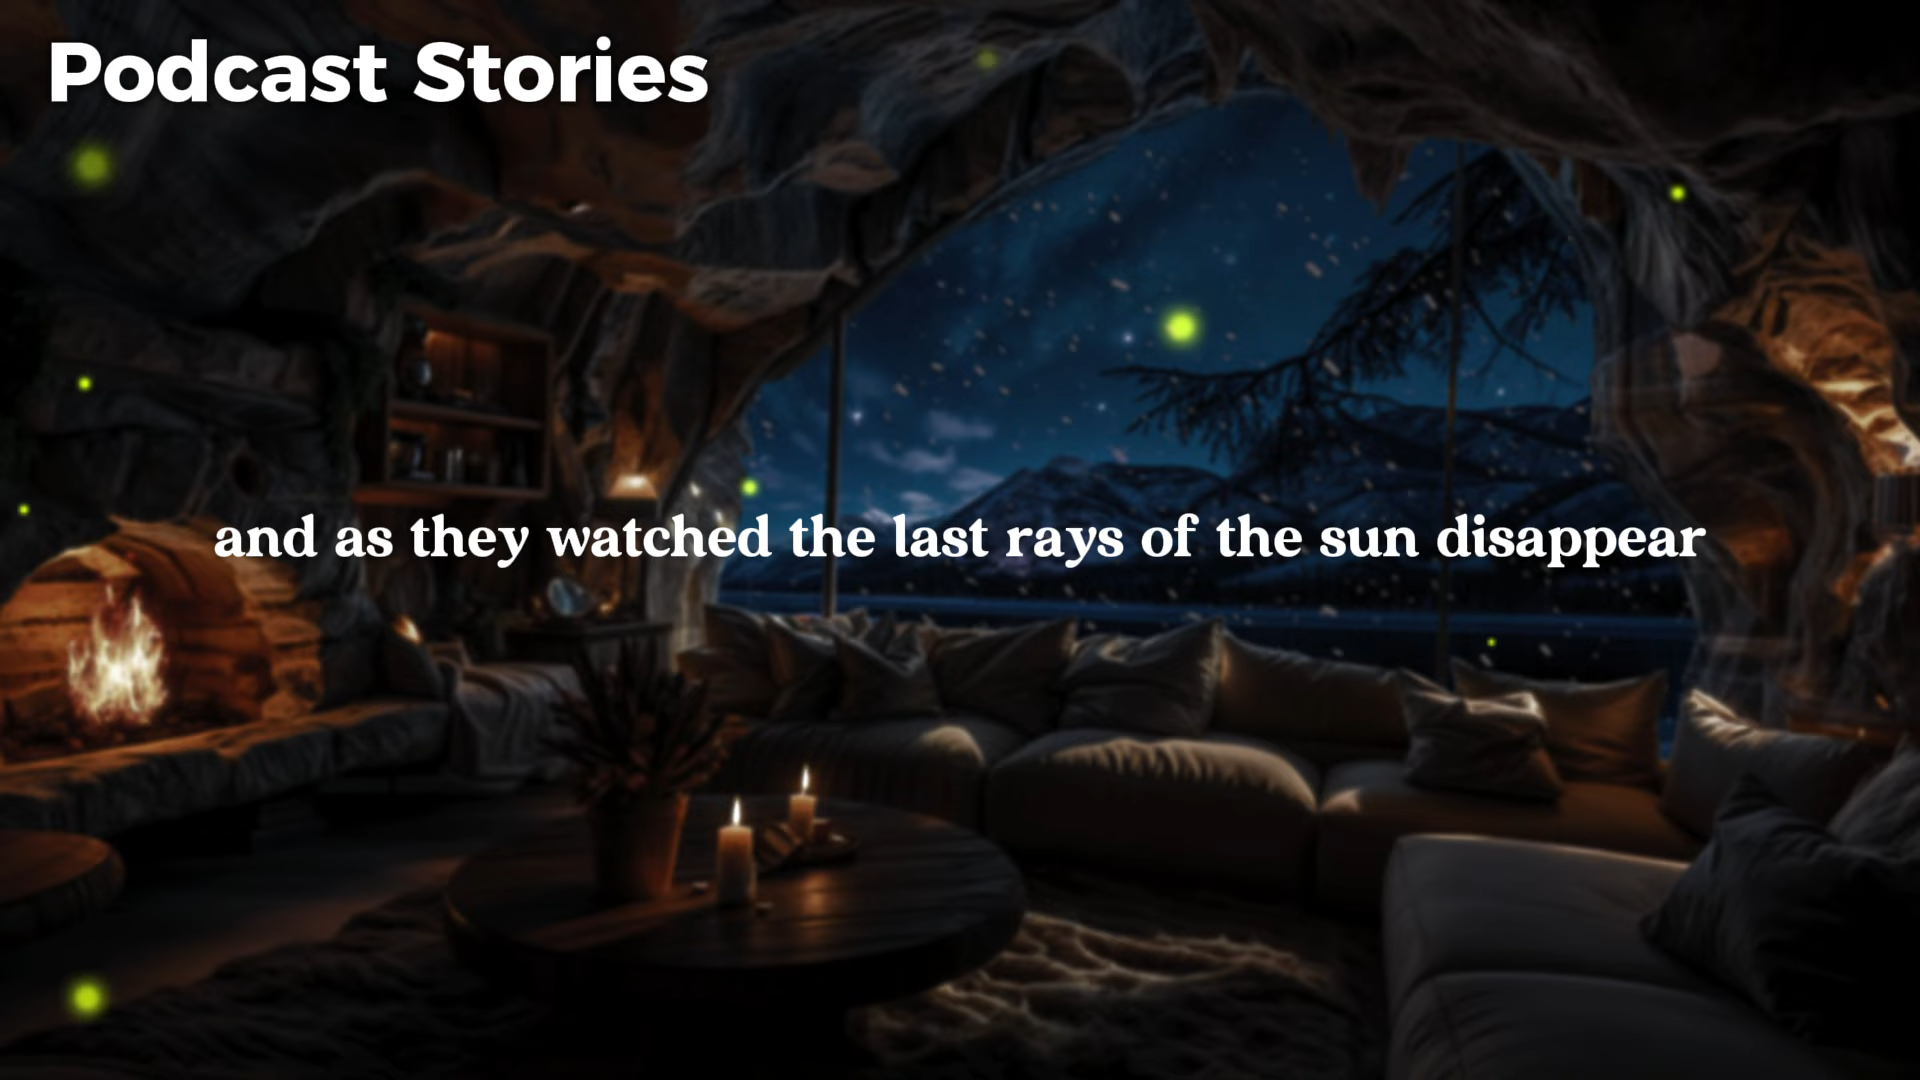 Podcast Stories
and as they watched the last rays of the sun disappear